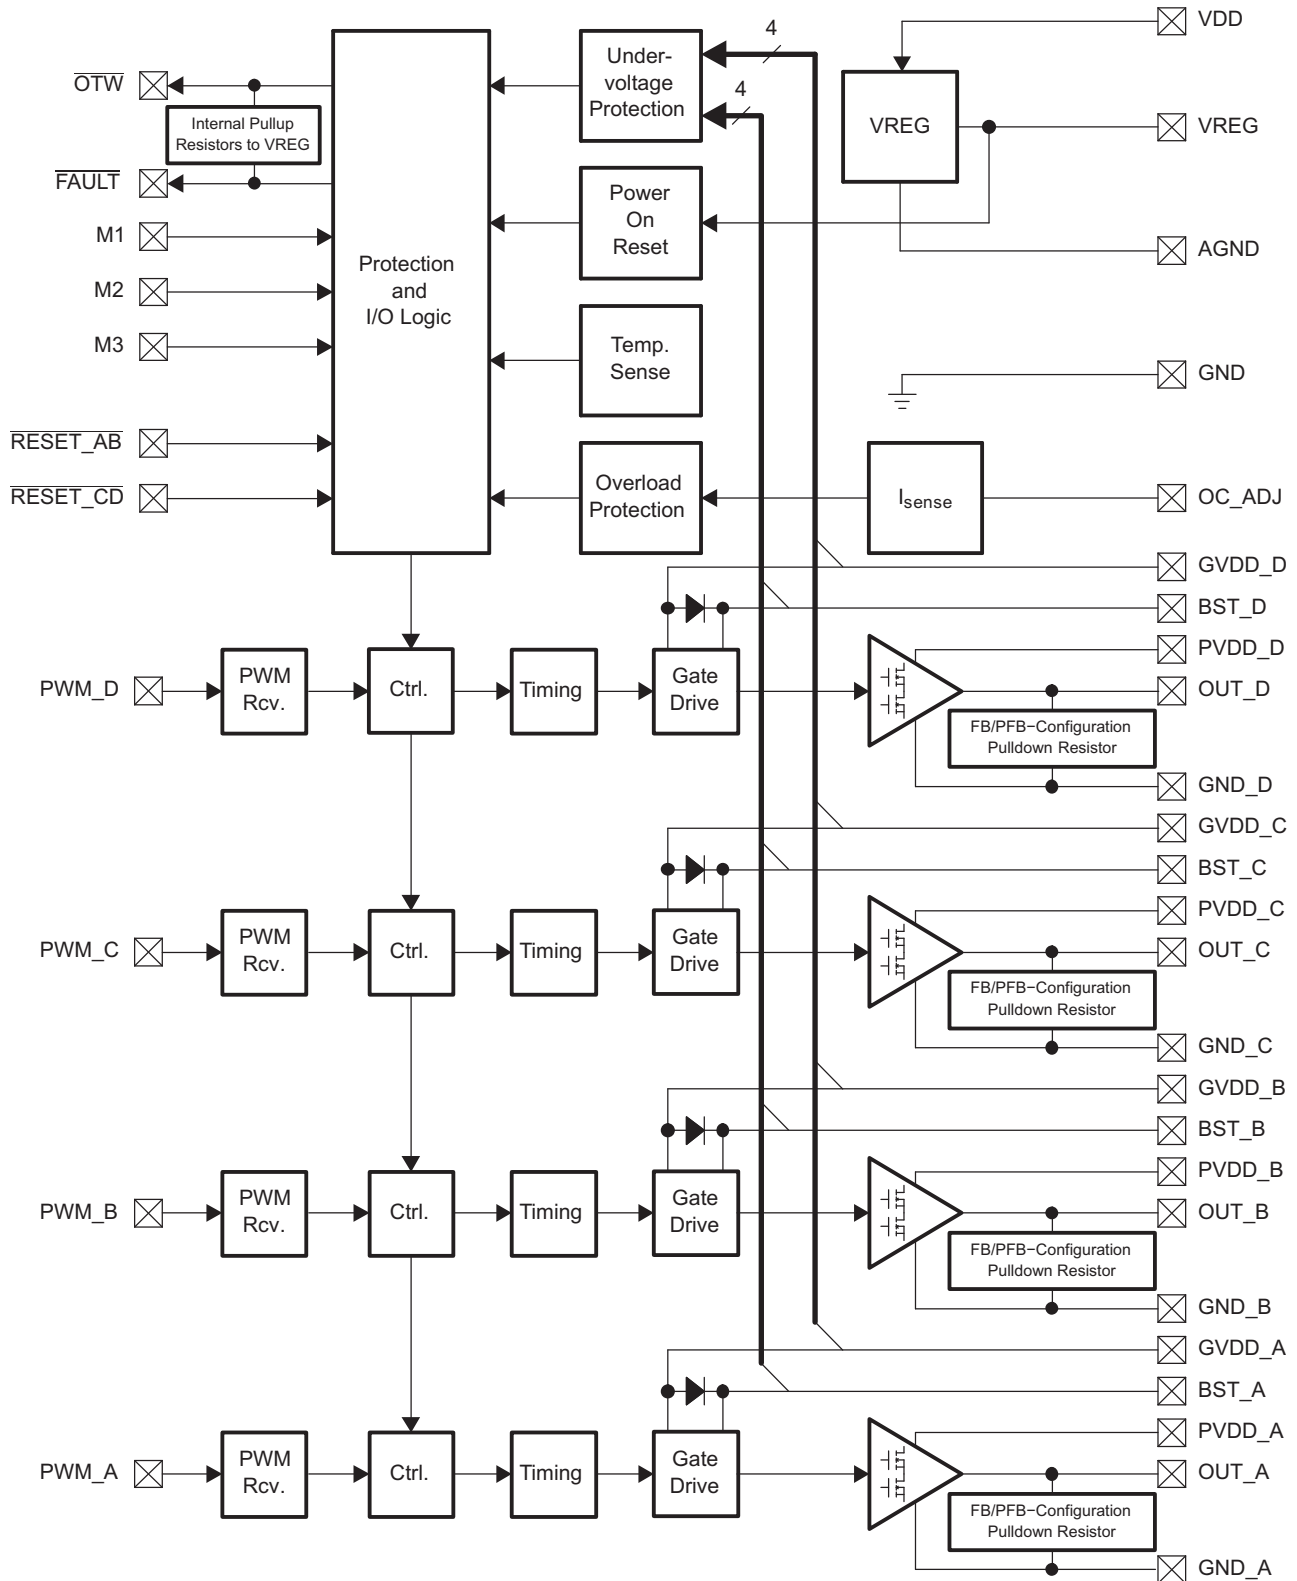 4
VDD
Under-
voltage
Protection
OTW
4
Internal Pullup
Resistors to VREG
VREG
VREG
FAULT
Power
On
Reset
M1
AGND
Protection
and
I/O Logic
M2
M3
Temp.
Sense
GND
RESET_AB
RESET_CD
Overload
Protection
Isense
OC_ADJ
GVDD_D
BST_D
PVDD_D
PWM_D
PWM
Rcv.
Ctrl.
Timing
Gate
Drive
OUT_D
FB/PFB−Configuration
Pulldown Resistor
GND_D
GVDD_C
BST_C
PVDD_C
PWM_C
PWM
Rcv.
Ctrl.
Timing
Gate
Drive
OUT_C
FB/PFB−Configuration
Pulldown Resistor
GND_C
GVDD_B
BST_B
PVDD_B
PWM_B
PWM
Rcv.
Ctrl.
Timing
Gate
Drive
OUT_B
FB/PFB−Configuration
Pulldown Resistor
GND_B
GVDD_A
BST_A
PVDD_A
PWM_A
PWM
Rcv.
Ctrl.
Timing
Gate
Drive
OUT_A
FB/PFB−Configuration
Pulldown Resistor
GND_A